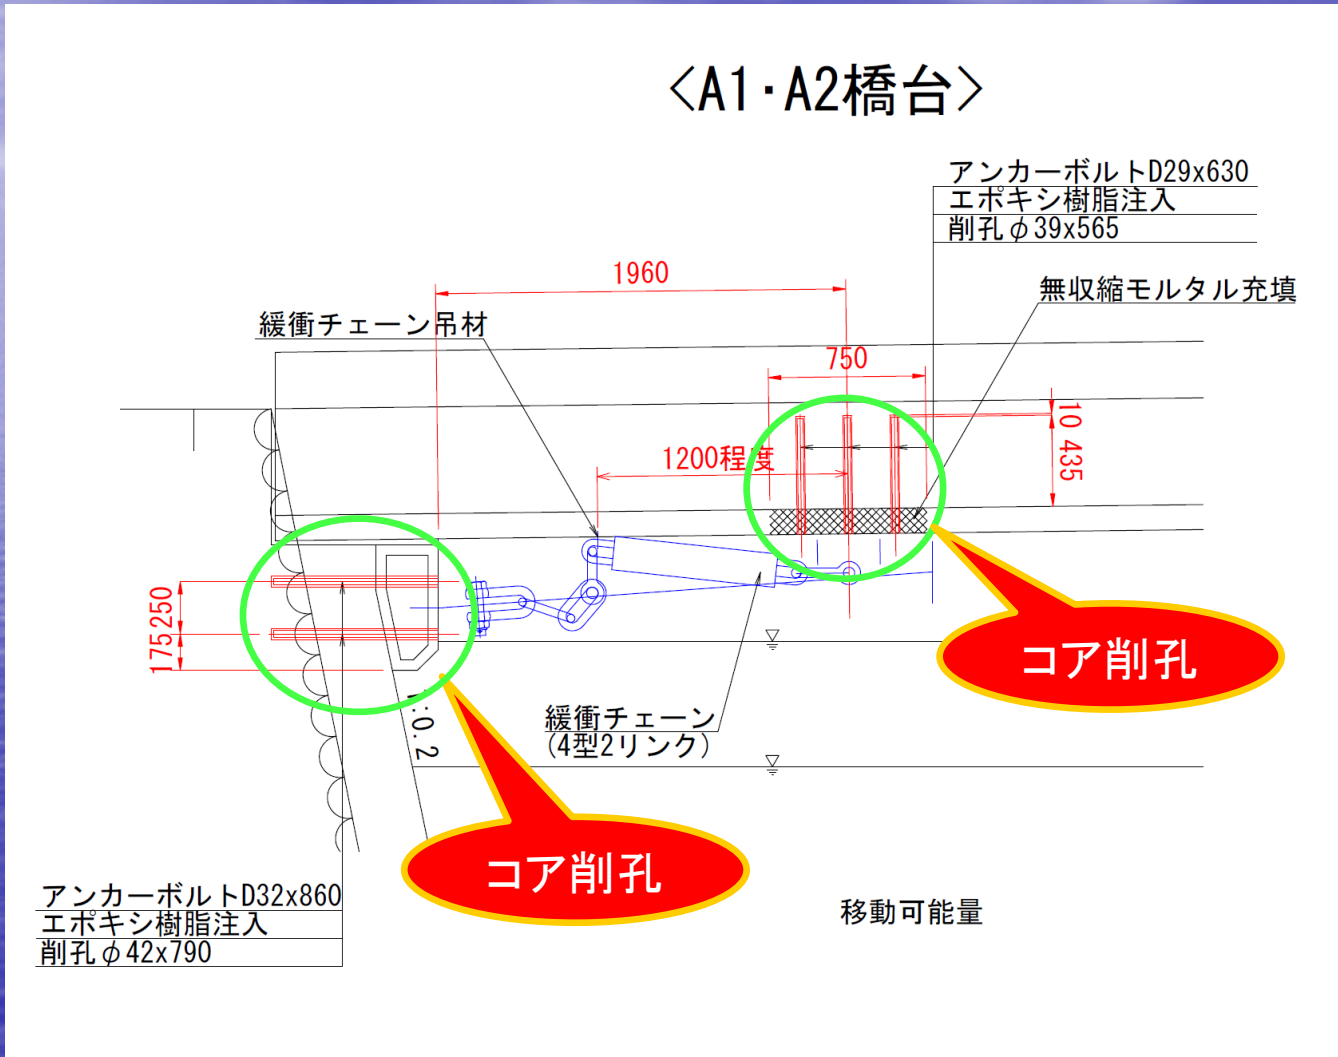 <A1・A2橋台>
アンカーボルトD29x630
エポキシ樹脂注入
削孔φ39x565
1960
無収縮モルタル充填
緩衝チェーン吊材
750
10
435
1200程度
250
175
コア削孔
緩衝チェーン
(4型2リンク)
:0.2
コア削孔
アンカーボルトD32x860
エポキシ樹脂注入
削孔φ42x790
移動可能量